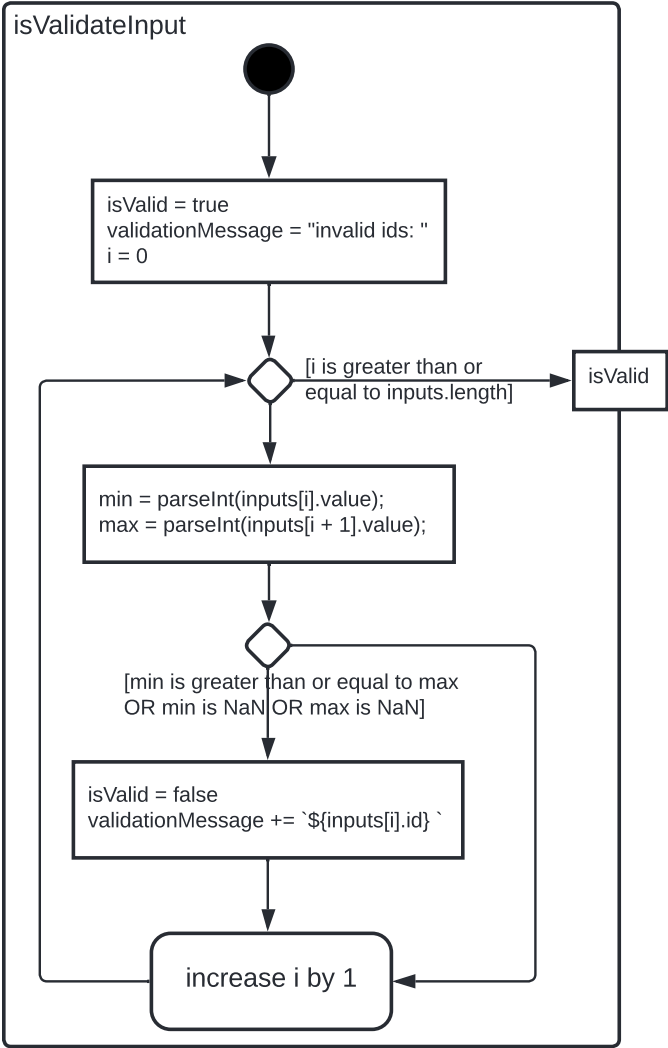 isValidateInput
isValid = true
validationMessage = "invalid ids: "
i = 0
[i is greater than or
equal to inputs.length]
isValid
min = parseInt(inputs[i].value);
max = parseInt(inputs[i + 1].value);
[min is greater than or equal to max
OR min is NaN OR max is NaN]
isValid = false
validationMessage += `${inputs[i].id} `
increase i by 1